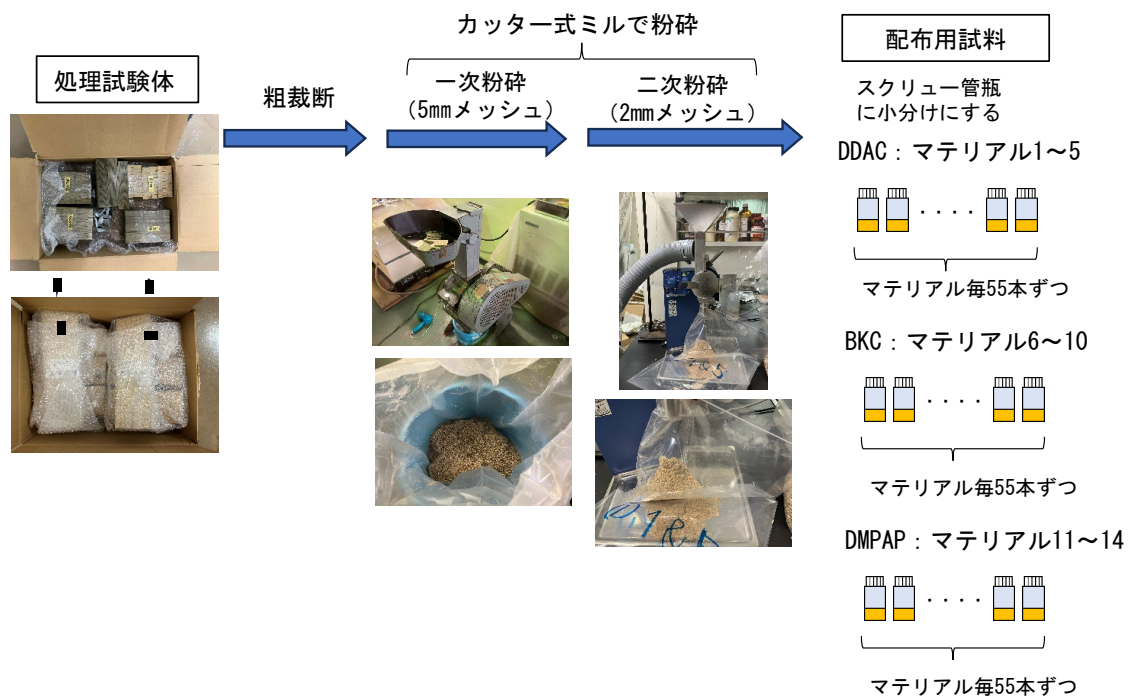 処理試験体
粗裁断
カッター式ミルで粉砕
一次粉砕
（5mmメッシュ）
二次粉砕
（2mmメッシュ）
配布用試料
スクリュー管瓶
に小分けにする
DDAC：マテリアル1～5
・・・・
マテリアル毎55本ずつ
BKC：マテリアル6～10
・・・・
マテリアル毎55本ずつ
DMPAP：マテリアル11～14
・・・・
マテリアル毎55本ずつ